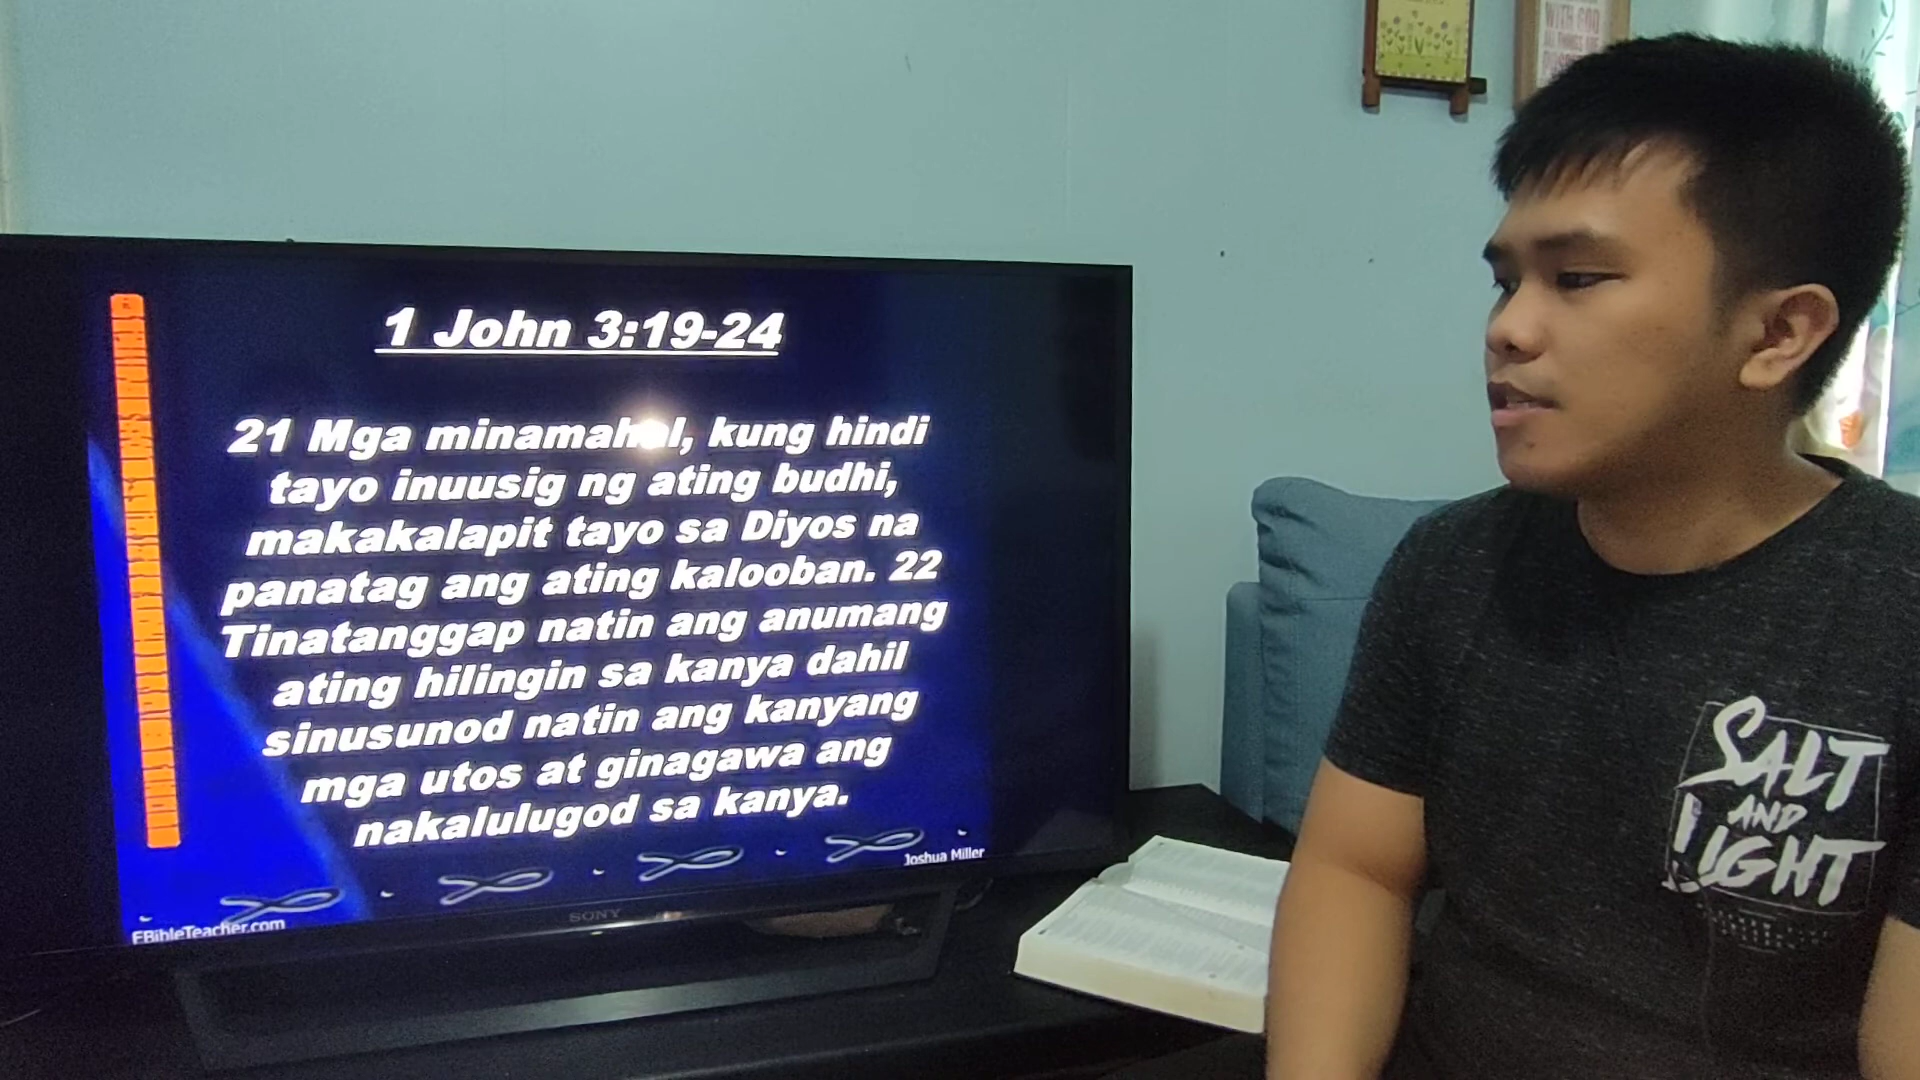 1 John 3:19-24
21 Mga minamahal, kung hindi
tayo inuusig ng ating budhi,
makakalapit tayo sa Diyos na
panatag ang ating kalooban. 22
Tinatanggap natin ang anumang
ating hilingin sa kanya dahil
sinusunod natin ang kanyang
mga utos at ginagawa ang
nakalulugod sa kanya.
Joshua Miller
EBibleTeacher.com
SONY
WITH GOD
SALT
AND
LIGHT